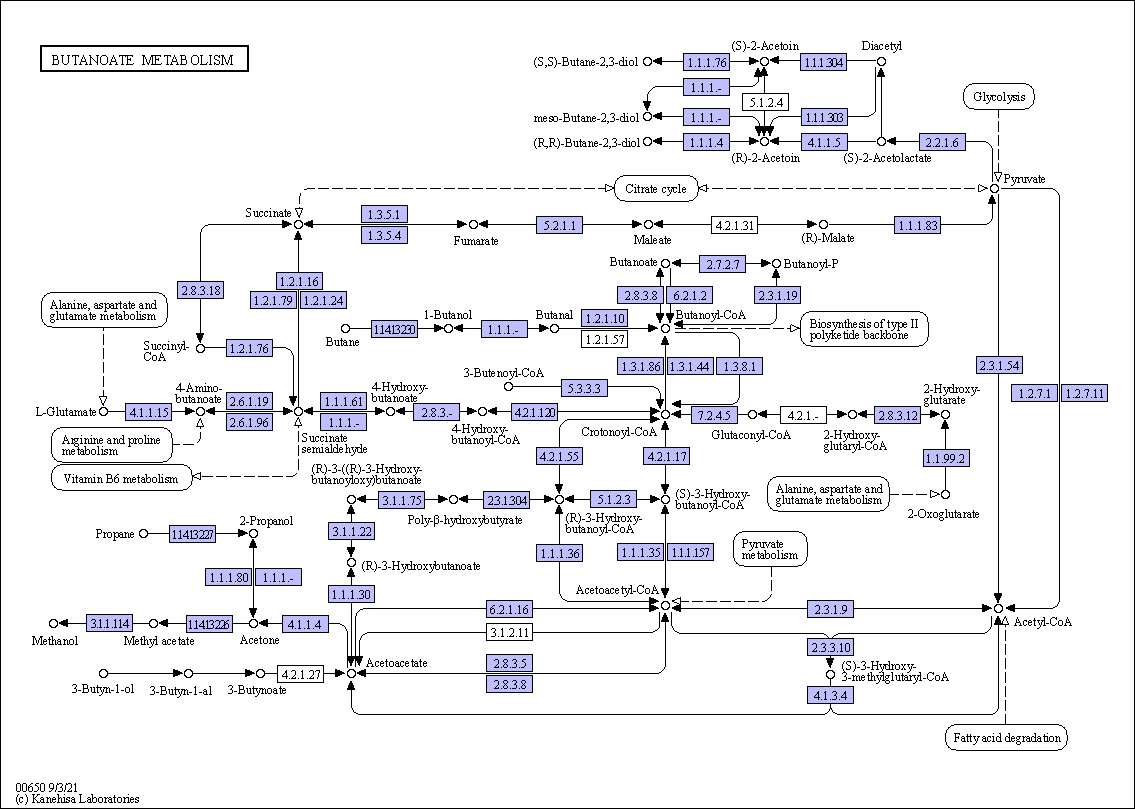 BUTANOATE METABOLISM
(S)-2-Acetoin
Diacetyl
(S,S)-Butane-2,3-diol
1.1.1.76
1.1.1.304
1.1.1.-
5.1.2.4
Glycolysis
meso-Butane-2,3-diol
1.1.1.-
1.1.1.303
(R,R)-Butane-2,3-diol
1.1.1.4
4.1.1.5
2.2.1.6
(R)-2-Acetoin
(S)-2-Acetolactate
Citrate cycle
Pyruvate
Succinate
1.3.5.1
1.3.5.4
Fumarate
5.2.1.1
Maleate
4.2.1.31
(R)-Malate
1.1.1.83
Butanoate
2.7.2.7
Butanoyl-P
2.8.3.18
1.2.1.16
1.2.1.79
1.2.1.24
2.8.3.8
6.2.1.2
2.3.1.19
Alanine, aspartate and
glutamate metabolism
1-Butanol
Butanal
1.2.1.10
Butanoyl-CoA
Butane
11413230
1.1.1.-
1.2.1.57
Biosynthesis of type II
polyketide backbone
Succinyl-
CoA
1.2.1.76
1.3.1.86
1.3.1.44
1.3.8.1
2.3.1.54
3-Butenoyl-CoA
5.3.3.3
1.2.7.1
1.2.7.11
4-Amino-
butanoate
4-Hydroxy-
butanoate
2-Hydroxy-
glutarate
L-Glutamate
4.1.1.15
2.6.1.19
2.6.1.96
1.1.1.61
1.1.1.-
2.8.3.-
4.2.1.120
7.2.4.5
4.2.1.-
2.8.3.12
4-Hydroxy-
butanoyl-CoA
Crotonoyl-CoA
Glutaconyl-CoA
2-Hydroxy-
glutaryl-CoA
Arginine and proline
metabolism
Succinate
semialdehyde
4.2.1.55
4.2.1.17
1.1.99.2
Vitamin B6 metabolism
(R)-3-((R)-3-Hydroxy-
butanoyloxy)butanoate
3.1.1.75
2.3.1.304
5.1.2.3
(S)-3-Hydroxy-
butanoyl-CoA
Alanine, aspartate and
glutamate metabolism
2-Oxoglutarate
Poly-β-hydroxybutyrate
(R)-3-Hydroxy-
butanoyl-CoA
2-Propanol
Propane
11413227
3.1.1.22
1.1.1.36
1.1.1.35
1.1.1.157
Pyruvate
metabolism
(R)-3-Hydroxybutanoate
1.1.1.80
1.1.1.-
1.1.1.30
Acetoacetyl-CoA
6.2.1.16
2.3.1.9
Acetyl-CoA
3.1.1.114
11413226
4.1.1.4
3.1.2.11
Methanol
Methyl acetate
Acetone
2.3.3.10
Acetoacetate
2.8.3.5
2.8.3.8
(S)-3-Hydroxy-
3-methylglutaryl-CoA
4.2.1.27
3-Butyn-1-ol
3-Butyn-1-al
3-Butynoate
4.1.3.4
Fatty acid degradation
00650 9/3/21
(c) Kanehisa Laboratories